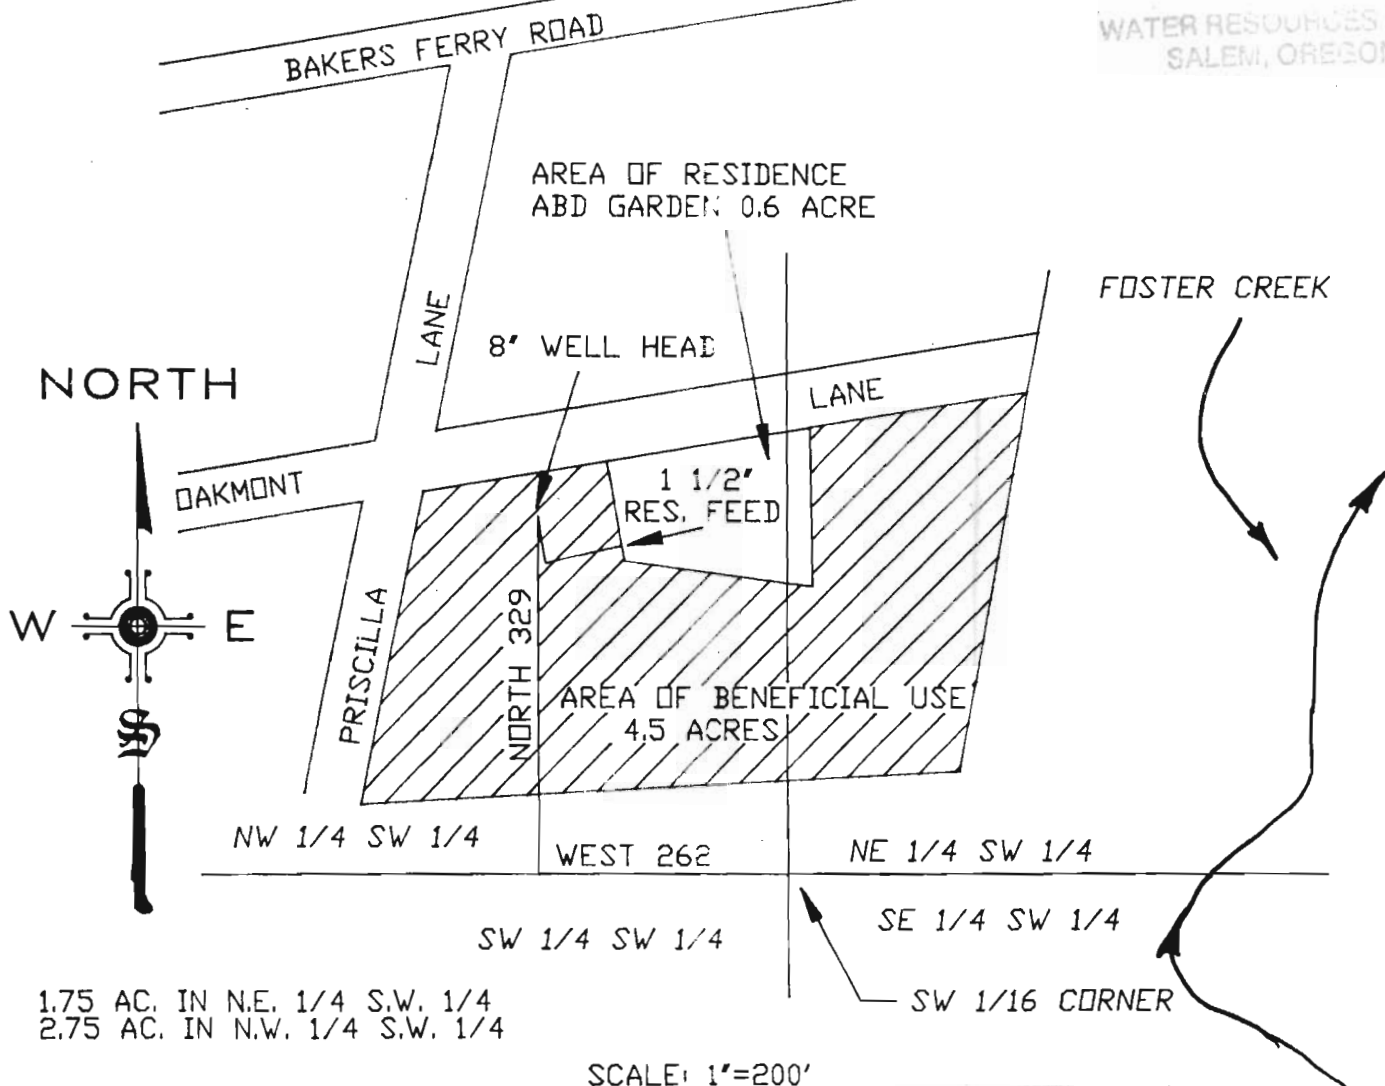 WATER RESOURCES
SALEM, OREGON
BAKERS FERRY ROAD
AREA OF RESIDENCE
ABD GARDEN 0.6 ACRE
FOSTER CREEK
LANE
8" WELL HEAD
NORTH
LANE
OAKMONT
1 1/2"
RES. FEED
W E
PRISCILLA
NORTH 329
AREA OF BENEFICIAL USE
4.5 ACRES
S
NW 1/4 SW 1/4
WEST 262
NE 1/4 SW 1/4
SW 1/4 SW 1/4
SE 1/4 SW 1/4
1.75 AC. IN N.E. 1/4 S.W. 1/4
2.75 AC. IN N.W. 1/4 S.W. 1/4
SW 1/16 CORNER
SCALE: 1"=200'